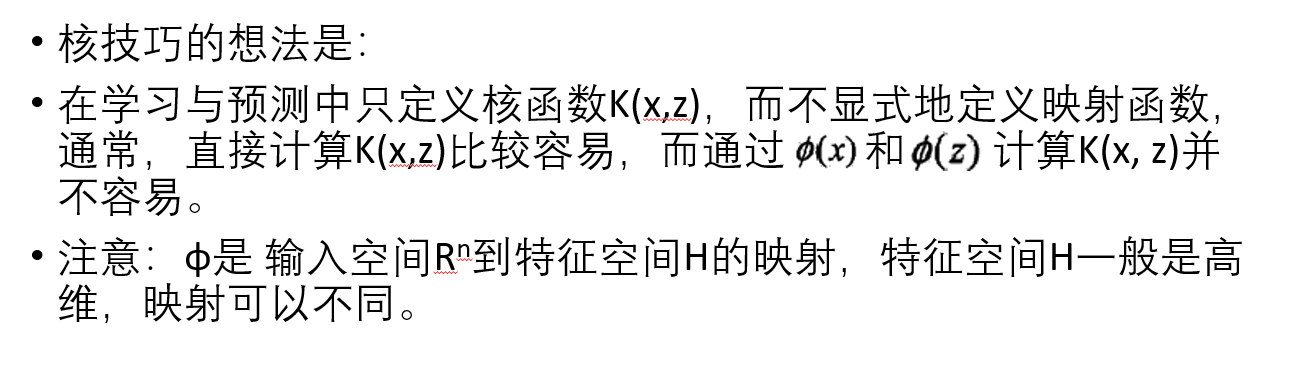 • 核技巧的想法是：
• 在学习与预测中只定义核函数K(x,z)，而不显式地定义映射函数，
通常，直接计算K(x,z)比较容易，而通过 ϕ(x) 和 ϕ(z) 计算K(x, z)并
不容易。
• 注意：φ是 输入空间Rⁿ到特征空间H的映射，特征空间H一般是高
维，映射可以不同。